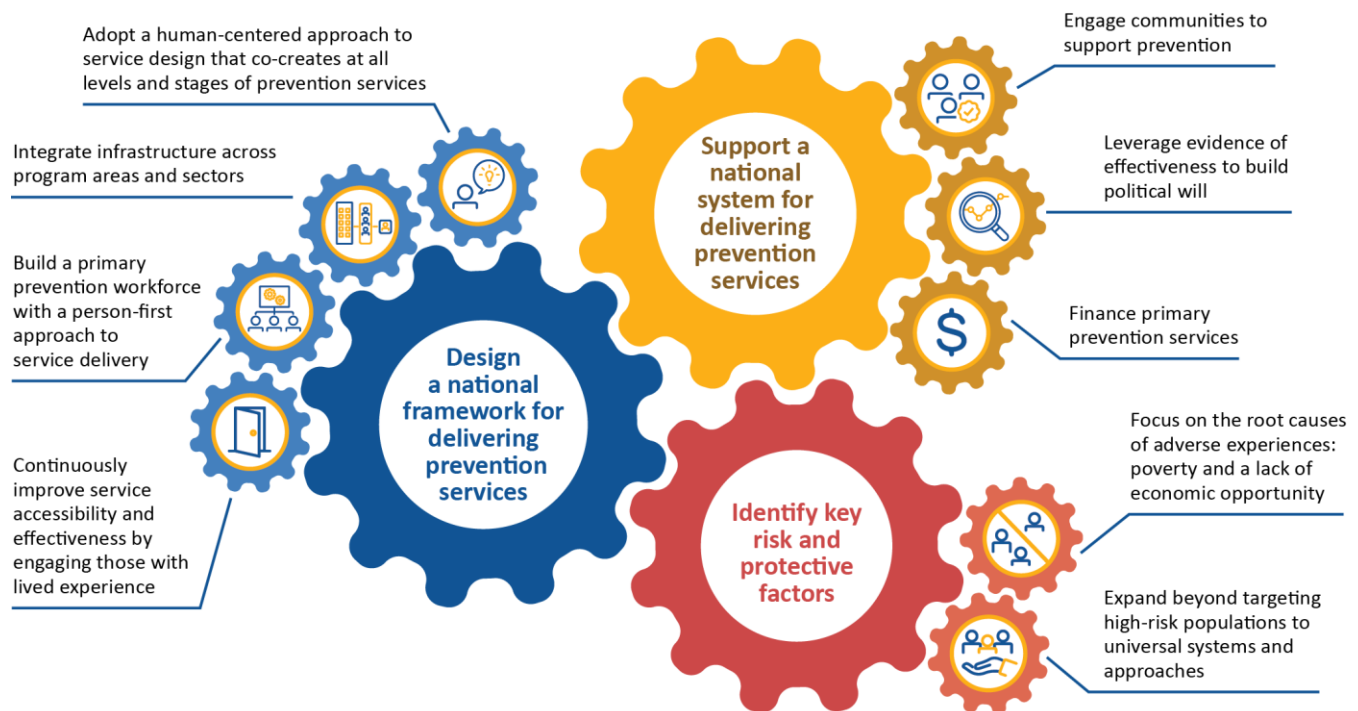 Adopt a human-centered approach to
service design that co-creates at all
levels and stages of prevention services
Integrate infrastructure across
program areas and sectors
Build a primary
prevention workforce
with a person-first
approach to
service delivery
Continuously
improve service
accessibility and
effectiveness by
engaging those with
lived experience
Design
a national
framework for
delivering
prevention
services
Support a
national
system for
delivering
prevention
services
Engage communities to
support prevention
Leverage evidence of
effectiveness to build
political will
$
Finance primary
prevention services
Identify key
risk and
protective
factors
Focus on the root causes
of adverse experiences:
poverty and a lack of
economic opportunity
Expand beyond targeting
high-risk populations to
universal systems and
approaches